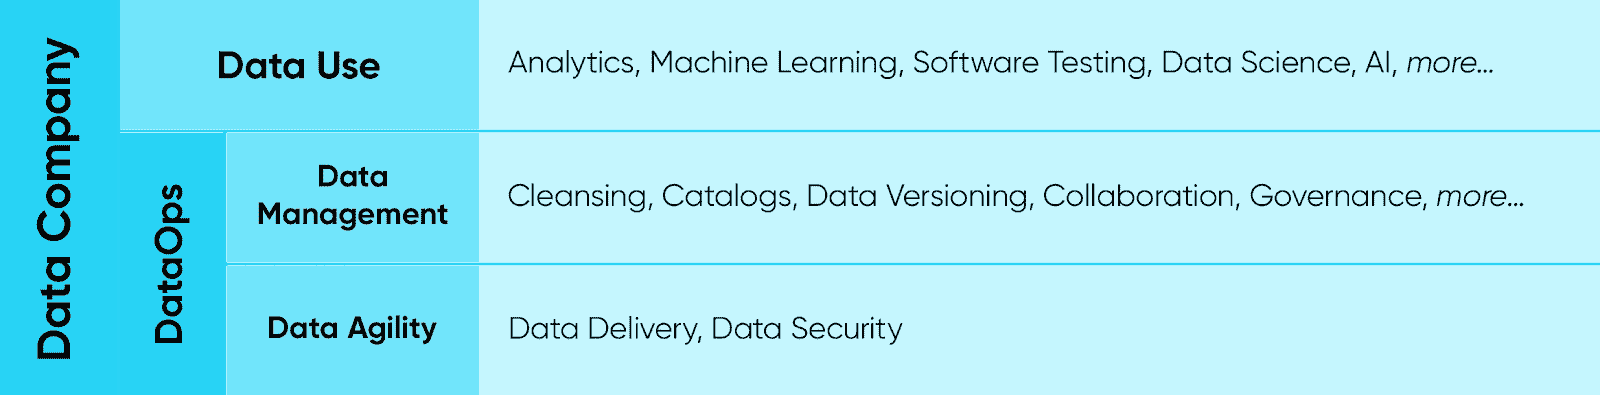 Data Company
Data Use
Analytics, Machine Learning, Software Testing, Data Science, AI, more...
DataOps
Data
Management
Cleansing, Catalogs, Data Versioning, Collaboration, Governance, more...
Data Agility
Data Delivery, Data Security